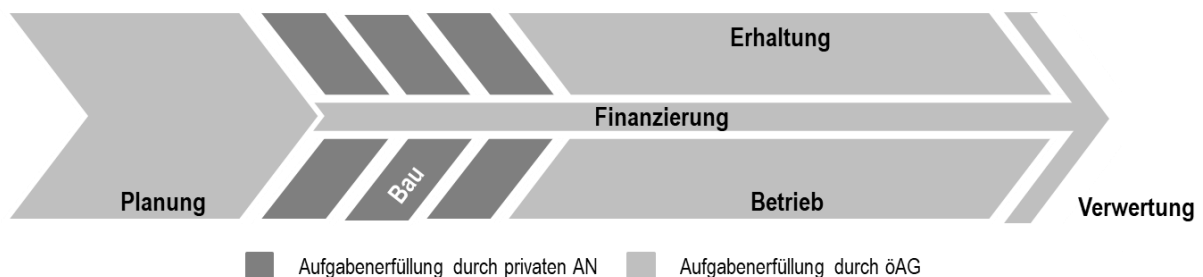 Erhaltung
Finanzierung
Planung
Bau
Betrieb
Verwertung
Aufgabenerfüllung durch privaten AN
Aufgabenerfüllung durch öAG